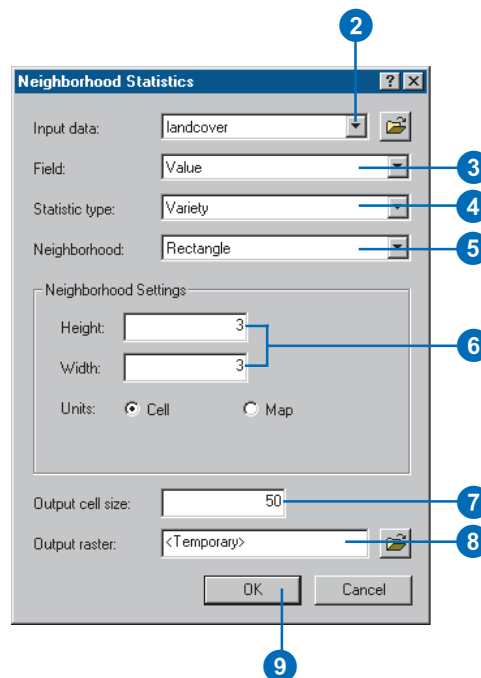 2
Neighborhood Statistics ? ×
Input data: landcover
Field: Value 3
Statistic type: Variety 4
Neighborhood: Rectangle 5
Neighborhood Settings
Height: 3
6
Width: 3
Units: Cell Map
Output cell size: 50 7
Output raster: <Temporary> 8
OK Cancel
9